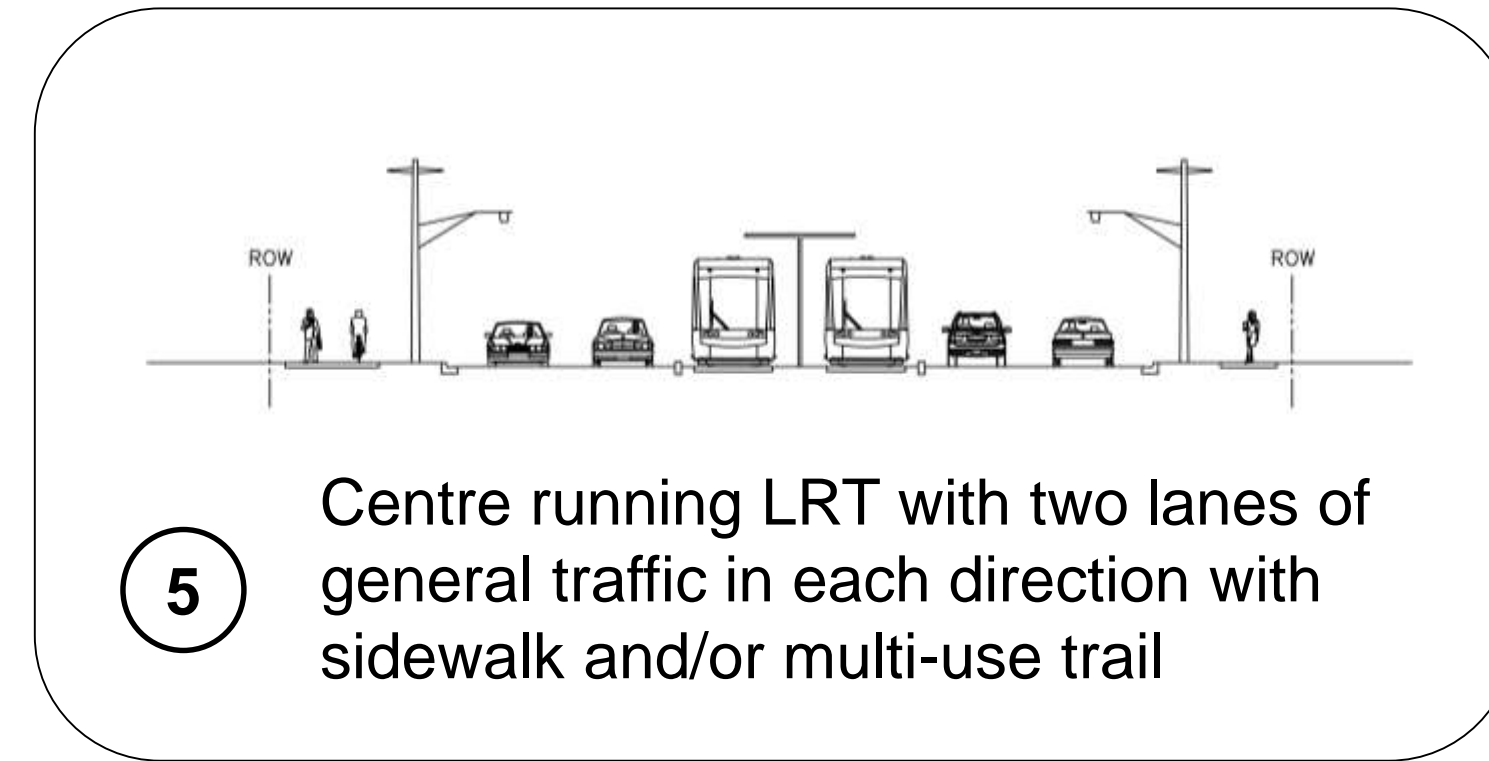 ROW
ROW
5
Centre running LRT with two lanes of
general traffic in each direction with
sidewalk and/or multi-use trail